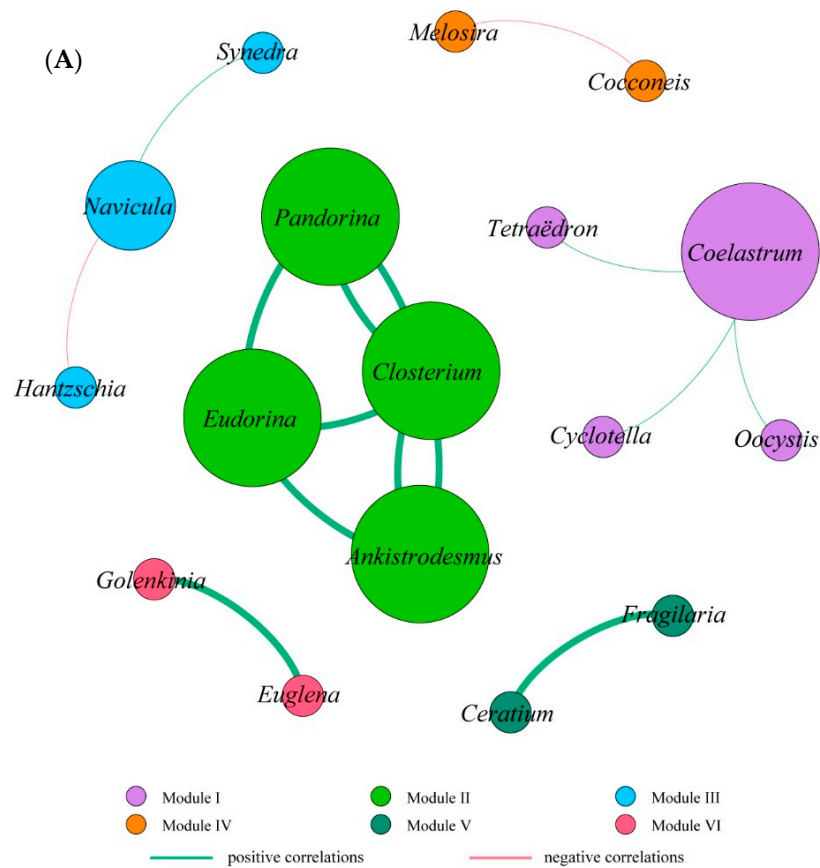 (A)
Synedra
Melosira
Cocconeis
Navicula
Pandorina
Tetraëdron
Coelastrum
Hantzschia
Closterium
Eudorina
Cyclotella
Oocystis
Ankistrodesmus
Golenkinia
Fragilaria
Euglena
Ceratium
Module I
Module II
Module III
Module IV
Module V
Module VI
positive correlations
negative correlations